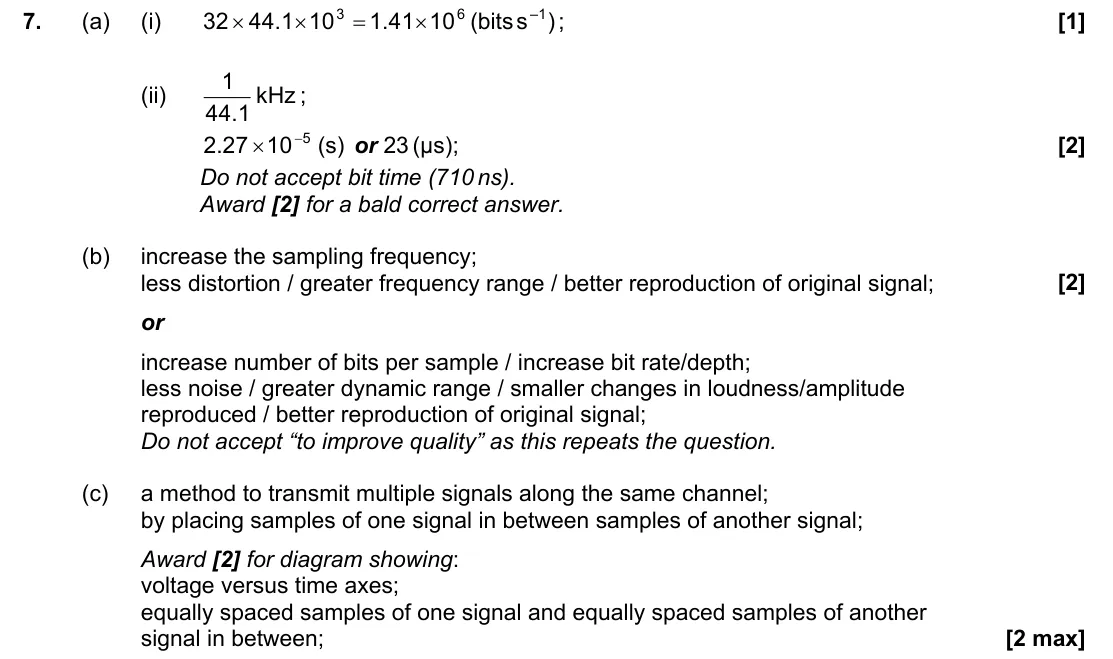 7. (a) (i) 32 × 44.1 × 10³ = 1.41 × 10⁶ (bits s⁻¹); [1]
(ii) 1/44.1 kHz ;
2.27 × 10⁻⁵ (s) or 23 (μs); [2]
Do not accept bit time (710 ns).
Award [2] for a bald correct answer.
(b) increase the sampling frequency;
less distortion / greater frequency range / better reproduction of original signal; [2]
or
increase number of bits per sample / increase bit rate/depth;
less noise / greater dynamic range / smaller changes in loudness/amplitude
reproduced / better reproduction of original signal;
Do not accept “to improve quality” as this repeats the question.
(c) a method to transmit multiple signals along the same channel;
by placing samples of one signal in between samples of another signal;
Award [2] for diagram showing:
voltage versus time axes;
equally spaced samples of one signal and equally spaced samples of another
signal in between; [2 max]